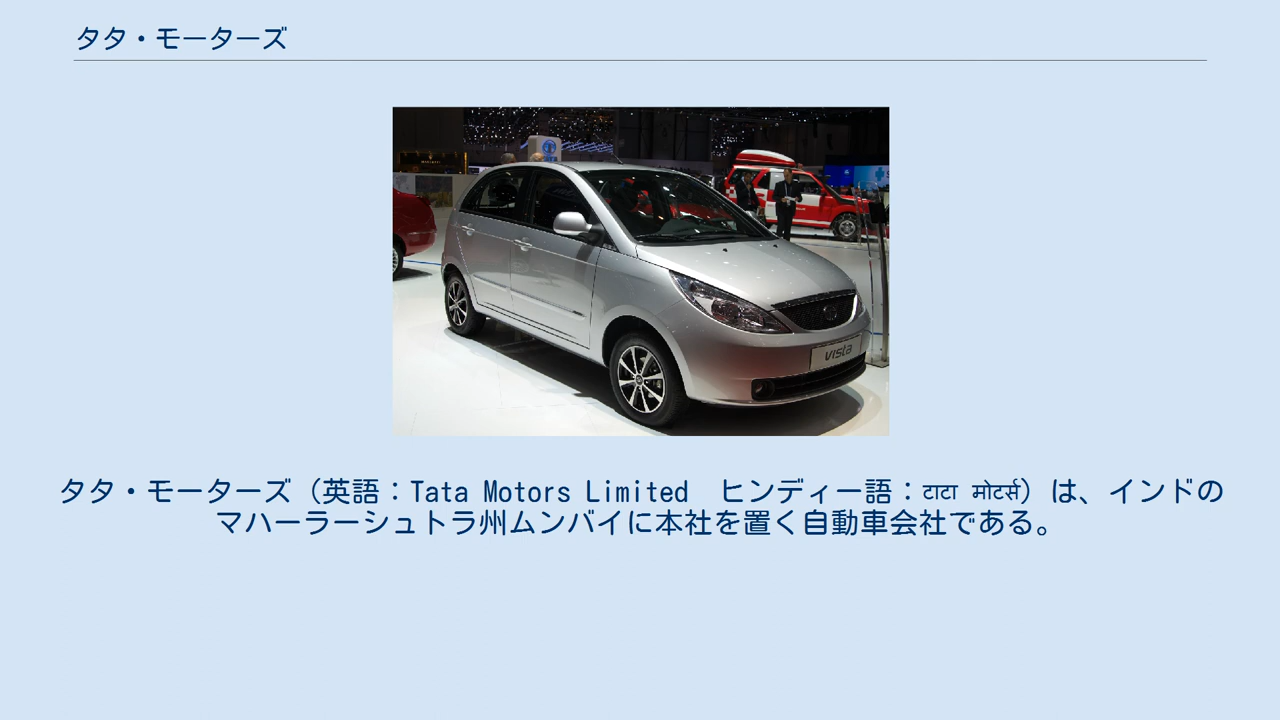 タタ・モーターズ
vista
タタ・モーターズ（英語：Tata Motors Limited　ヒンディー語：टाटा मोटर्स）は、インドの
マハーラーシュトラ州ムンバイに本社を置く自動車会社である。